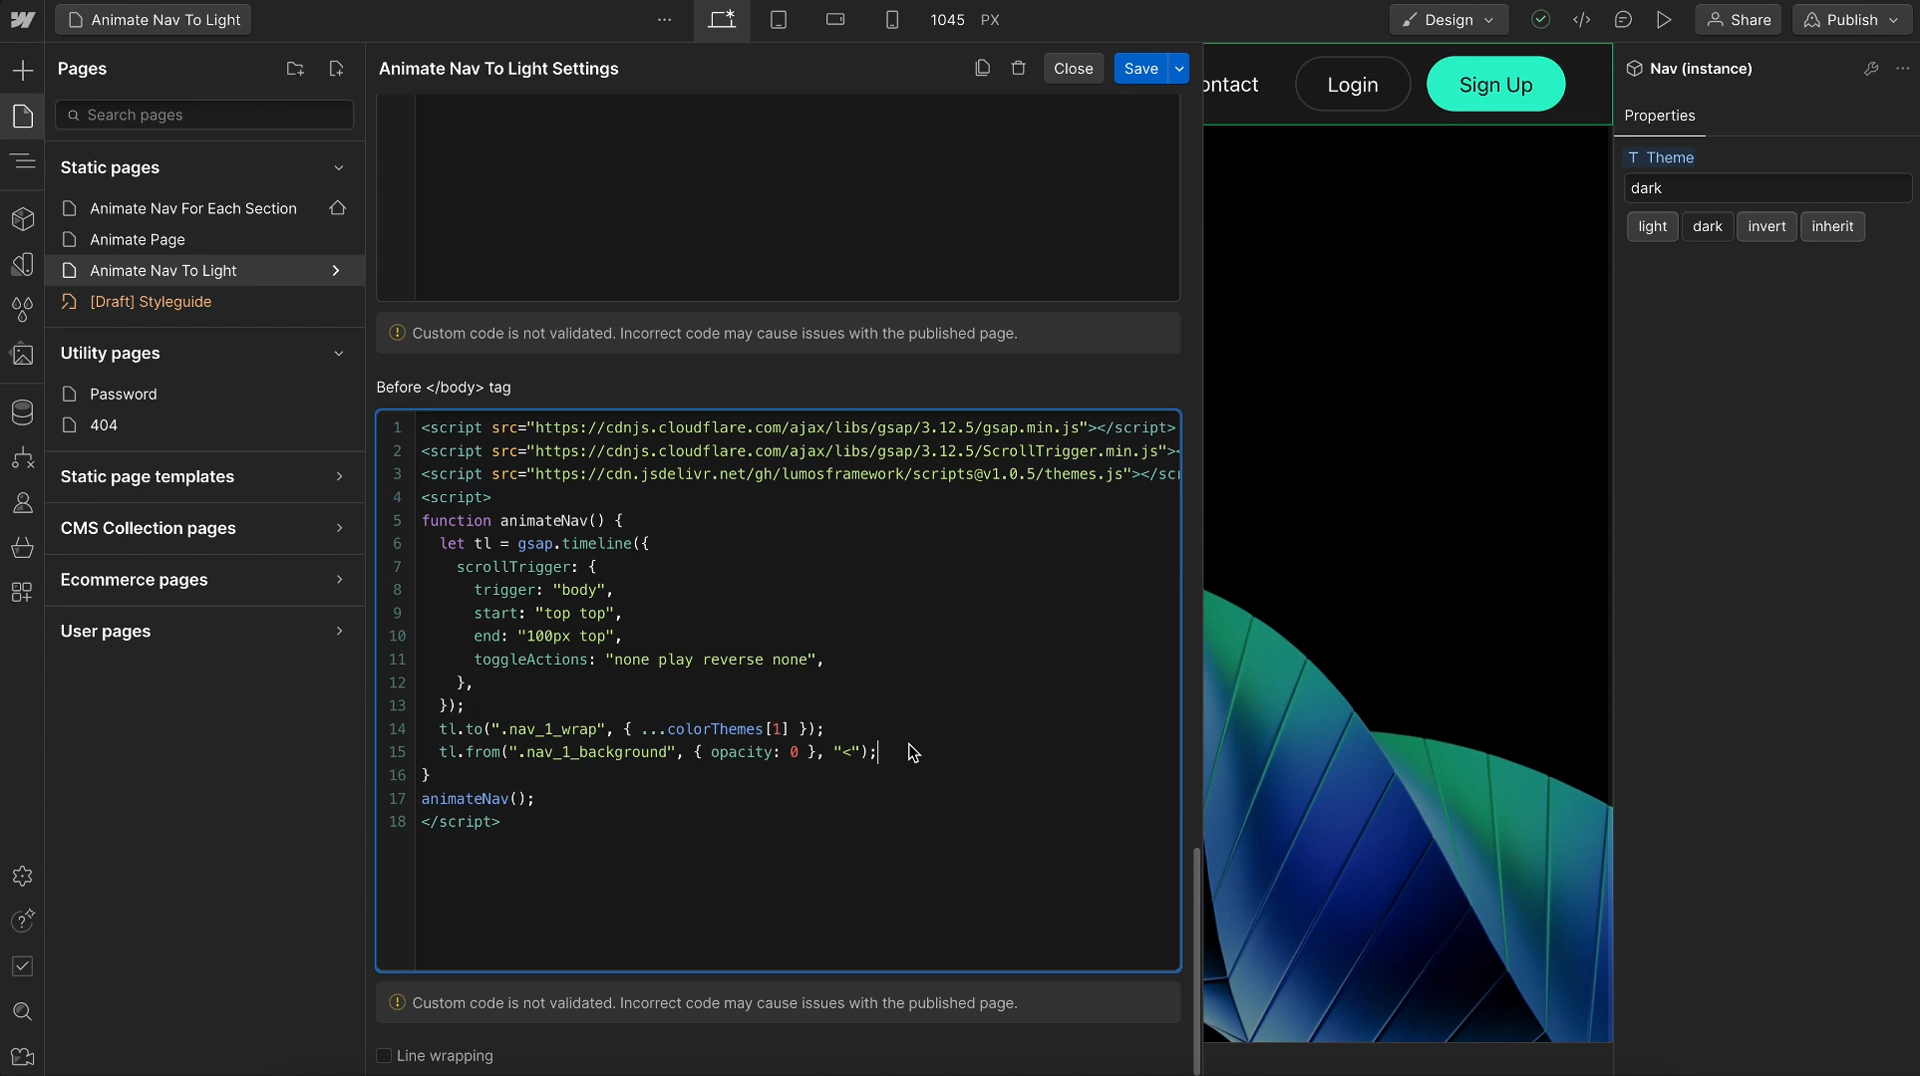 Animate Nav To Light
1045 PX
Design
Share
Publish
Pages
Search pages
Static pages
Animate Nav For Each Section
Animate Page
Animate Nav To Light
[Draft] Styleguide
Utility pages
Password
404
Static page templates
CMS Collection pages
Ecommerce pages
User pages
Animate Nav To Light Settings
Close
Save
Custom code is not validated. Incorrect code may cause issues with the published page.
Before </body> tag
1 <script src="https://cdnjs.cloudflare.com/ajax/libs/gsap/3.12.5/gsap.min.js"></script>
2 <script src="https://cdnjs.cloudflare.com/ajax/libs/gsap/3.12.5/ScrollTrigger.min.js"><
3 <script src="https://cdn.jsdelivr.net/gh/lumosframework/scripts@v1.0.5/themes.js"></scr
4 <script>
5 function animateNav() {
6 let tl = gsap.timeline({
7 scrollTrigger: {
8 trigger: "body",
9 start: "top top",
10 end: "100px top",
11 toggleActions: "none play reverse none",
12 },
13 });
14 tl.to(".nav_1_wrap", { ...colorThemes[1] });
15 tl.from(".nav_1_background", { opacity: 0 }, "<");
16 }
17 animateNav();
18 </script>
Custom code is not validated. Incorrect code may cause issues with the published page.
Line wrapping
ontact
Login
Sign Up
Nav (instance)
Properties
T Theme
dark
light dark invert inherit